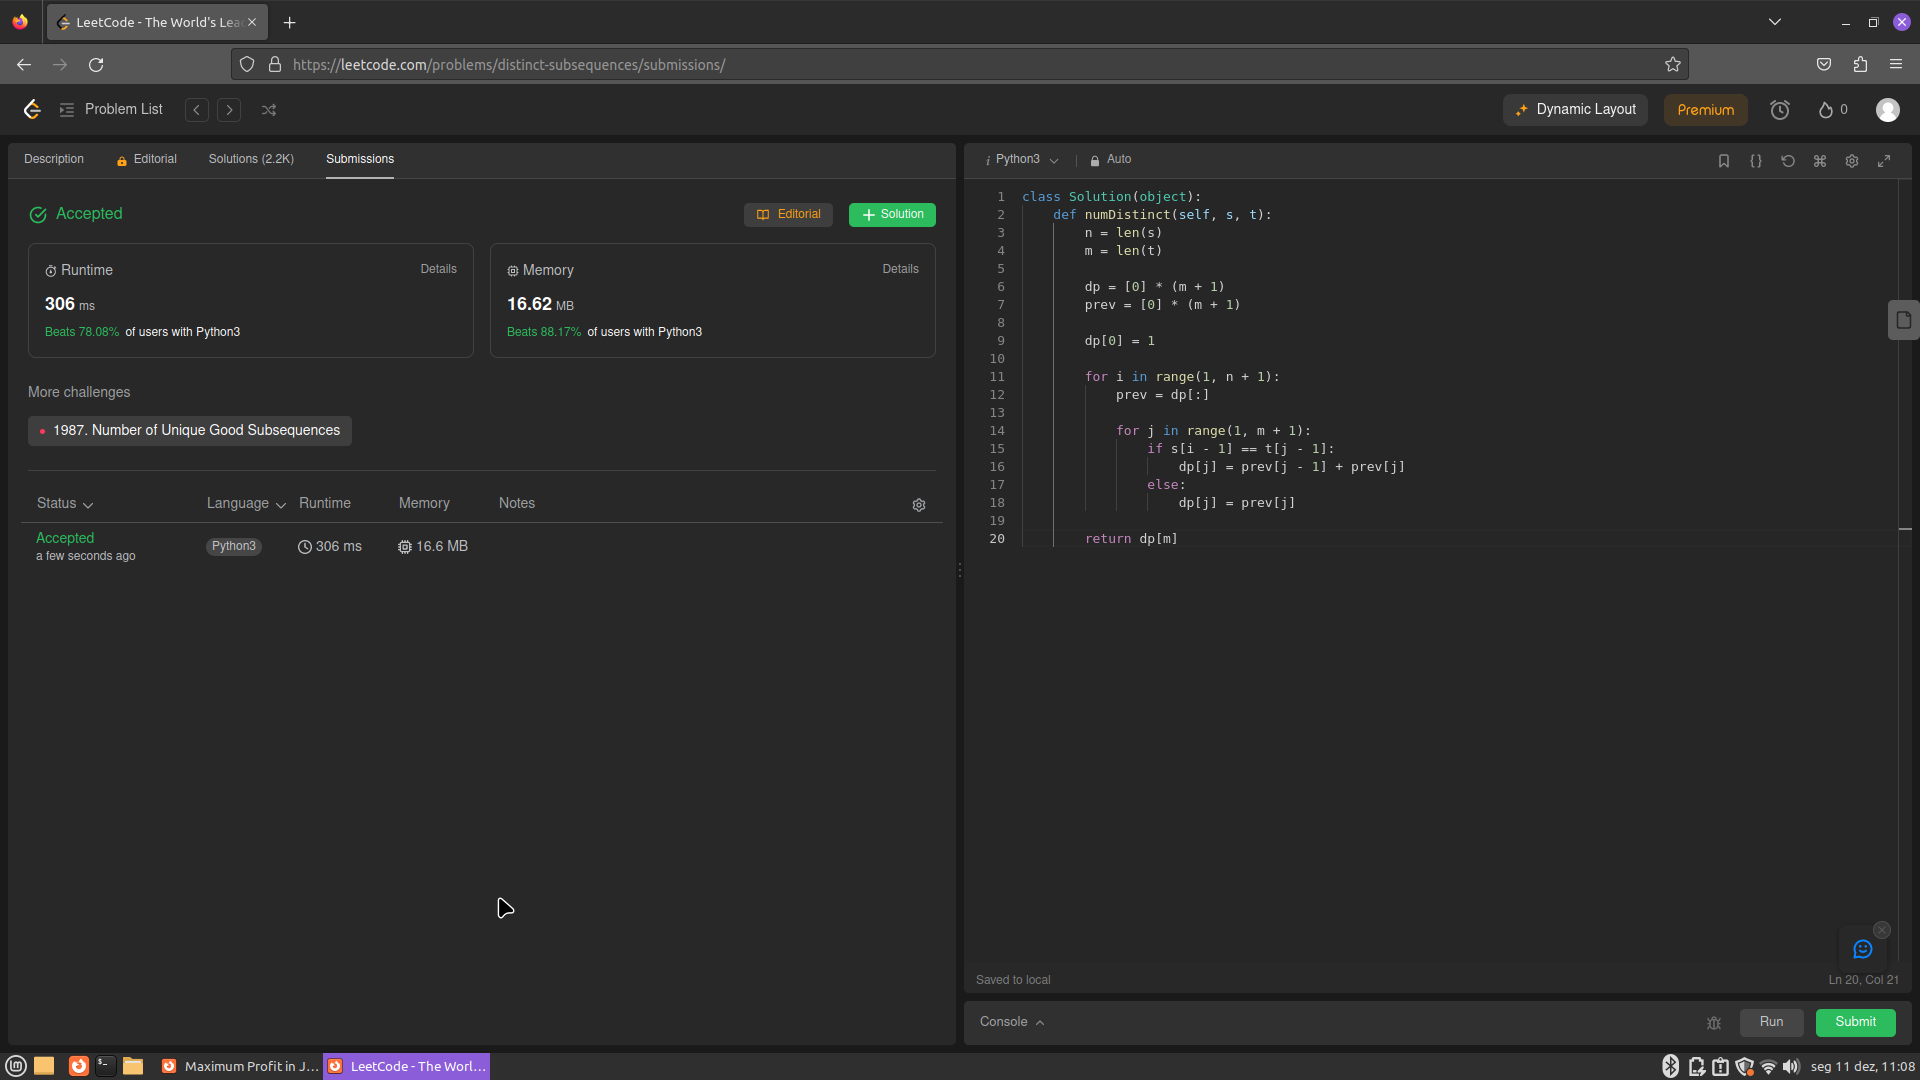 LeetCode - The World's Lea
https://leetcode.com/problems/distinct-subsequences/submissions/
Problem List
Dynamic Layout
Premium
0
Description
Editorial
Solutions (2.2K)
Submissions
Accepted
Editorial
Solution
Runtime
Details
306 ms
Beats 78.08% of users with Python3
Memory
Details
16.62 MB
Beats 88.17% of users with Python3
More challenges
1987. Number of Unique Good Subsequences
Status
Language
Runtime
Memory
Notes
Accepted
a few seconds ago
Python3
306 ms
16.6 MB
i Python3
Auto
1 class Solution(object):
2     def numDistinct(self, s, t):
3         n = len(s)
4         m = len(t)
5
6         dp = [0] * (m + 1)
7         prev = [0] * (m + 1)
8
9         dp[0] = 1
10
11         for i in range(1, n + 1):
12             prev = dp[:]
13
14             for j in range(1, m + 1):
15                 if s[i - 1] == t[j - 1]:
16                     dp[j] = prev[j - 1] + prev[j]
17                 else:
18                     dp[j] = prev[j]
19
20         return dp[m]
Saved to local
Ln 20, Col 21
Console
Run
Submit
Maximum Profit in J...
LeetCode - The Worl...
seg 11 dez, 11:08